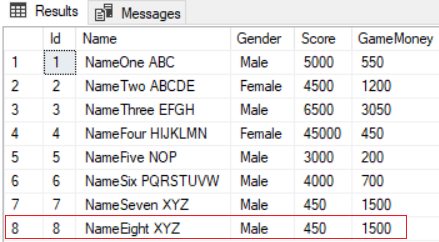 Results Messages
Id Name Gender Score GameMoney
1 1 NameOne ABC Male 5000 550
2 2 NameTwo ABCDE Female 4500 1200
3 3 NameThree EFGH Male 6500 3050
4 4 NameFour HIJKLMN Female 45000 450
5 5 NameFive NOP Male 3000 200
6 6 NameSix PQRSTUVW Male 4000 700
7 7 NameSeven XYZ Male 450 1500
8 8 NameEight XYZ Male 450 1500